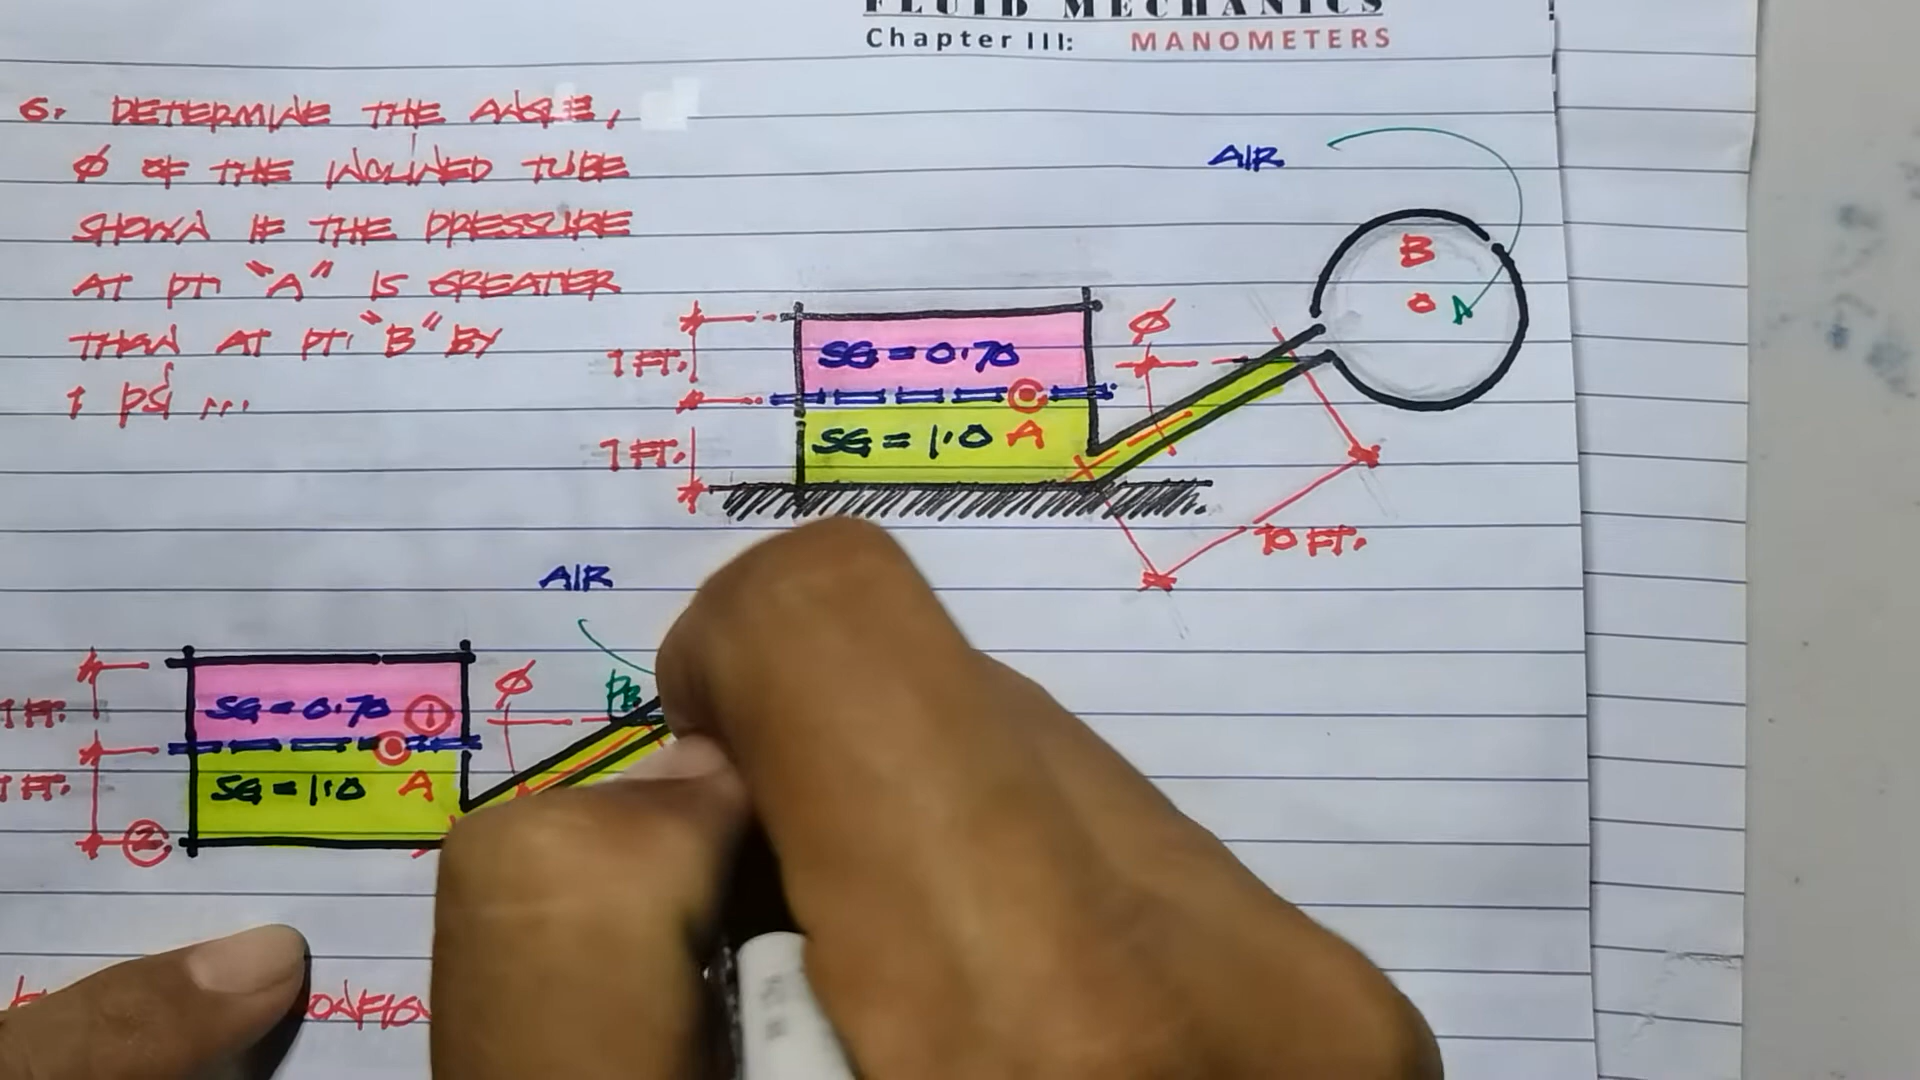 FLUID MECHANICS
Chapter III: MANOMETERS
6. DETERMINE THE ANGLE,
Ø OF THE INCLINED TUBE
SHOWN IF THE PRESSURE
AT PT. "A" IS GREATER
THAN AT PT. "B" BY
1 psi ...
AIR
B
A
Ø
1 FT.
SG = 0.70
1 FT.
SG = 1.0 A
10 FT.
AIR
Ø
PB
1 FT.
SG = 0.70 1
1 FT.
SG = 1.0 A
2